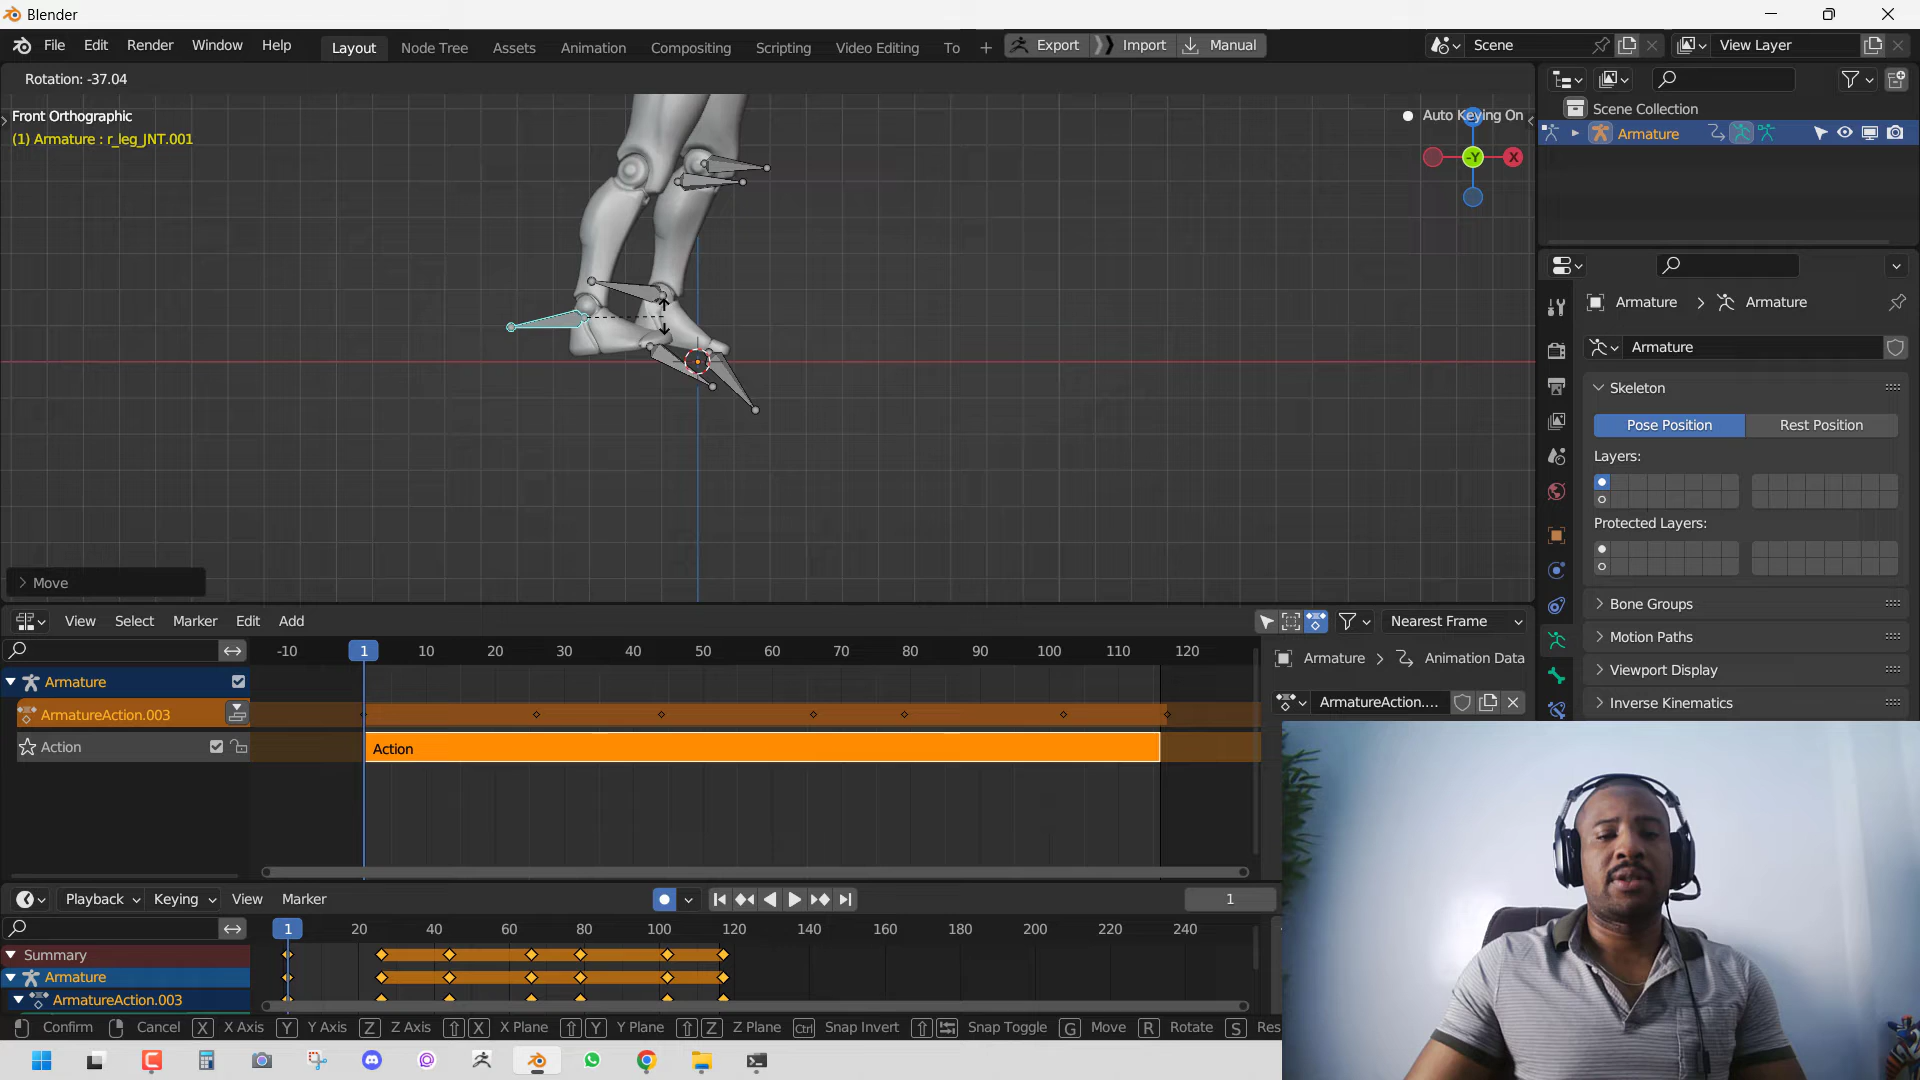 Blender
File Edit Render Window Help Layout Node Tree Assets Animation Compositing Scripting Video Editing To + Export Import Manual Scene View Layer
Rotation: -37.04
Front Orthographic
(1) Armature : r_leg_JNT.001
Auto Keying On
-Y X
Move
Scene Collection
Armature
Armature > Armature
Armature
Skeleton
Pose Position Rest Position
Layers:
Protected Layers:
Bone Groups
Motion Paths
Viewport Display
Inverse Kinematics
View Select Marker Edit Add Nearest Frame
-10 1 10 20 30 40 50 60 70 80 90 100 110 120
Armature > Animation Data
Armature
ArmatureAction.003
ArmatureAction....
Action
Action
Playback Keying View Marker 1
1 20 40 60 80 100 120 140 160 180 200 220 240
Summary
Armature
ArmatureAction.003
Confirm Cancel X X Axis Y Y Axis Z Z Axis X X Plane Y Y Plane Z Z Plane Ctrl Snap Invert Snap Toggle G Move R Rotate S Res